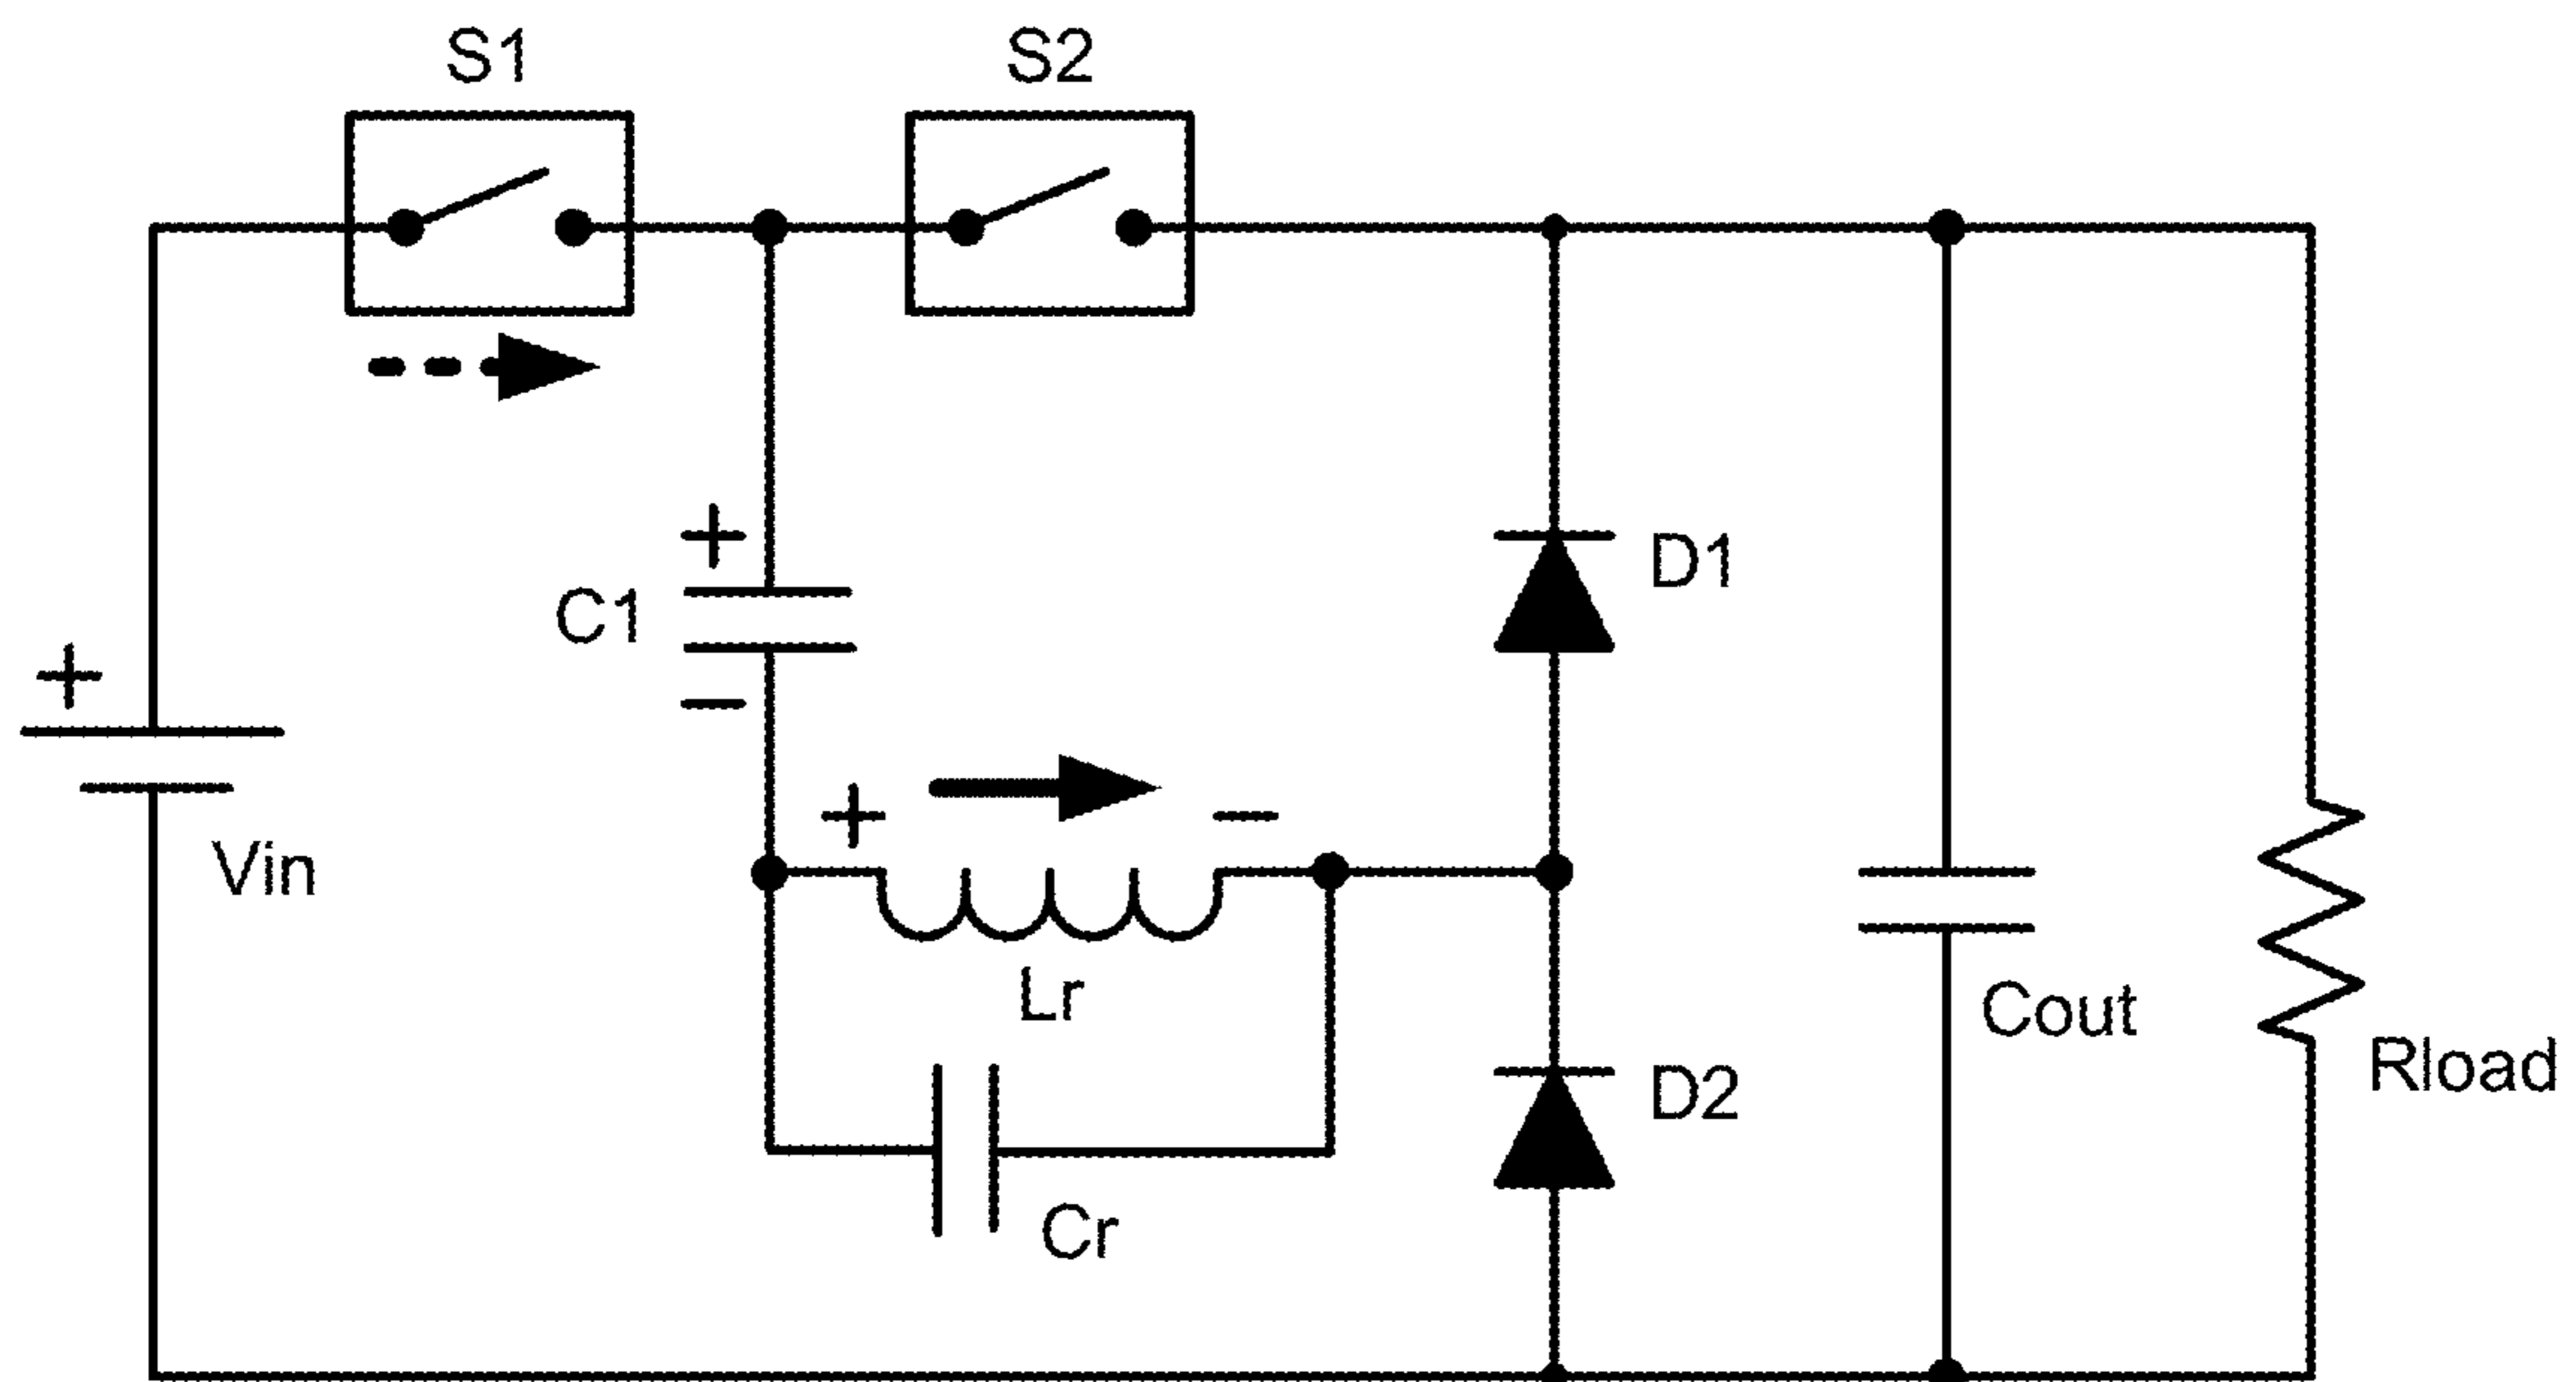 S1
S2
+
D1
C1
+
−
+
−
Vin
Lr
Cout
Rload
D2
Cr